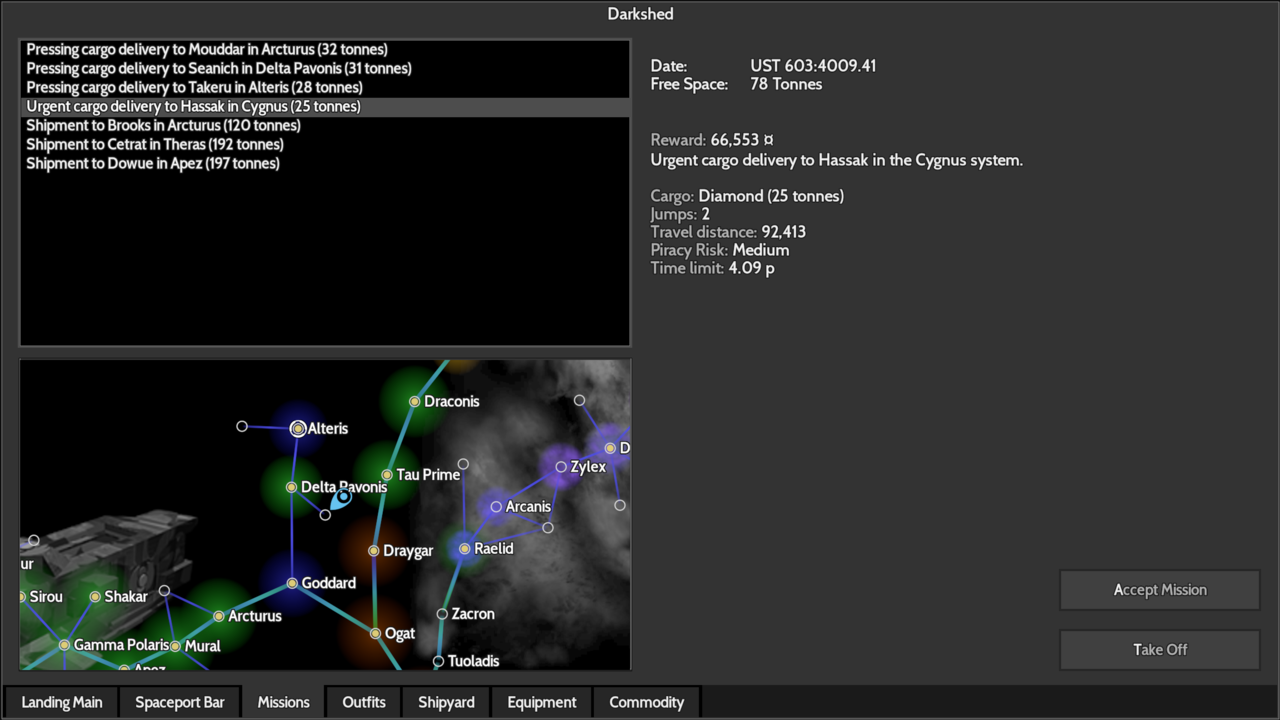 Darkshed
Pressing cargo delivery to Mouddar in Arcturus (32 tonnes)
Pressing cargo delivery to Seanich in Delta Pavonis (31 tonnes)
Pressing cargo delivery to Takeru in Alteris (28 tonnes)
Urgent cargo delivery to Hassak in Cygnus (25 tonnes)
Shipment to Brooks in Arcturus (120 tonnes)
Shipment to Cetrat in Theras (192 tonnes)
Shipment to Dowue in Apez (197 tonnes)
Date: UST 603:4009.41
Free Space: 78 Tonnes
Reward: 66,553 ¤
Urgent cargo delivery to Hassak in the Cygnus system.
Cargo: Diamond (25 tonnes)
Jumps: 2
Travel distance: 92,413
Piracy Risk: Medium
Time limit: 4.09 p
Draconis
Alteris
D
Zylex
Tau Prime
Delta Pavonis
Arcanis
Draygar
Raelid
ur
Goddard
Sirou
Shakar
Arcturus
Zacron
Ogat
Gamma Polaris
Mural
Tuoladis
Apez
Accept Mission
Take Off
Landing Main
Spaceport Bar
Missions
Outfits
Shipyard
Equipment
Commodity